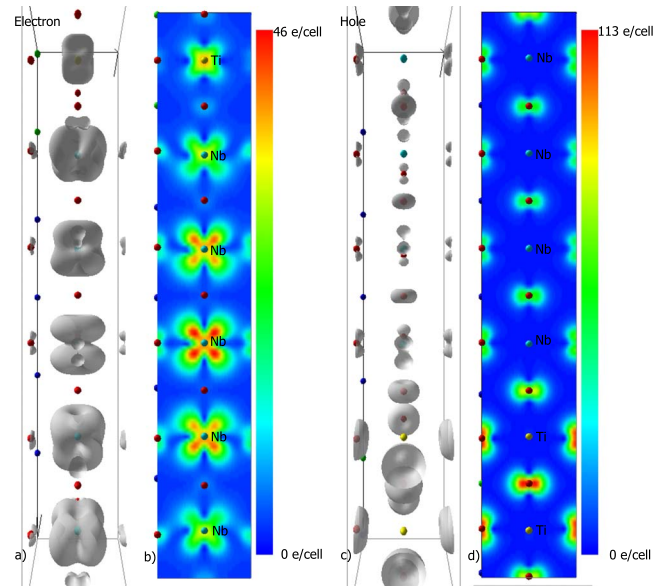 Electron
46 e/cell
Hole
113 e/cell
Ti
Nb
Nb
Nb
Nb
Nb
Nb
Nb
Nb
Nb
Ti
Ti
a)
b)
0 e/cell
c)
d)
0 e/cell